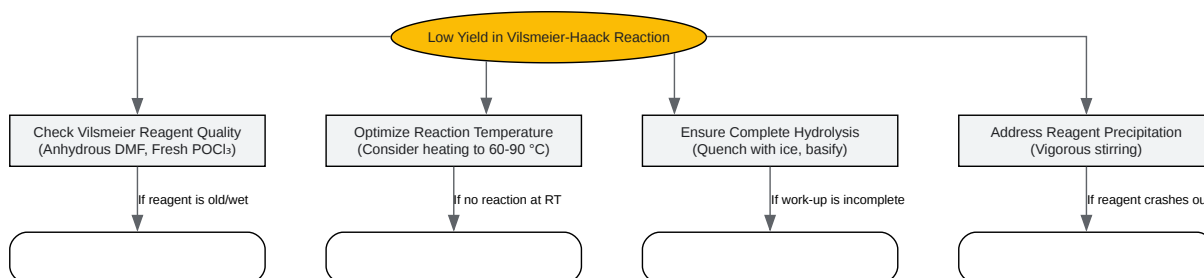 Low Yield in Vilsmeier-Haack Reaction
Check Vilsmeier Reagent Quality
(Anhydrous DMF, Fresh POCl₃)
Optimize Reaction Temperature
(Consider heating to 60-90 °C)
Ensure Complete Hydrolysis
(Quench with ice, basify)
Address Reagent Precipitation
(Vigorous stirring)
If reagent is old/wet
If no reaction at RT
If work-up is incomplete
If reagent crashes